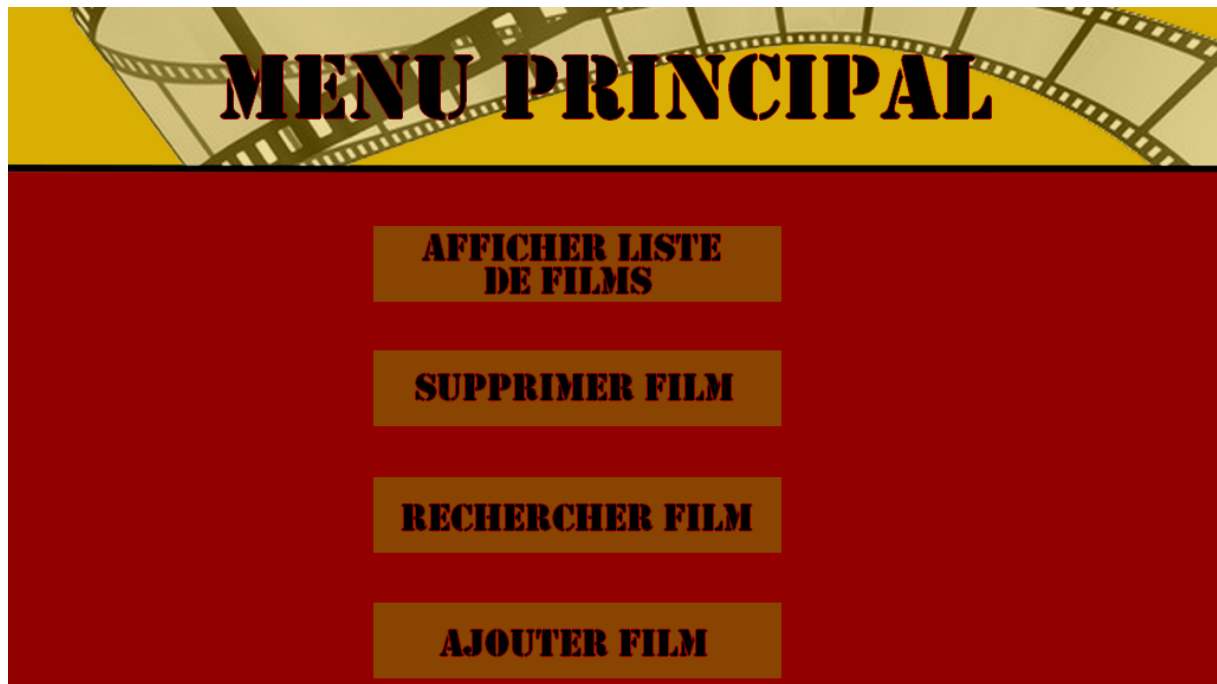 MENU PRINCIPAL
AFFICHER LISTE
DE FILMS
SUPPRIMER FILM
RECHERCHER FILM
AJOUTER FILM